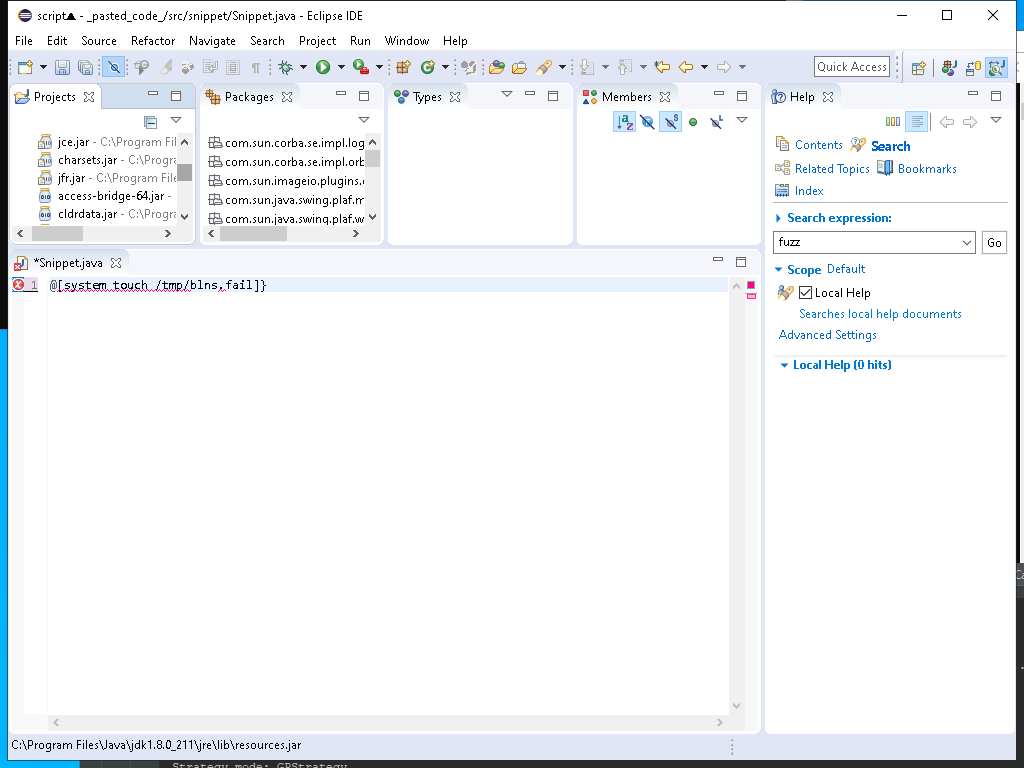 script▲ - _pasted_code_/src/snippet/Snippet.java - Eclipse IDE
File Edit Source Refactor Navigate Search Project Run Window Help
Quick Access
Projects
Packages
Types
Members
Help
jce.jar - C:\Program Fil
charsets.jar - C:\Progra
jfr.jar - C:\Program File
access-bridge-64.jar -
cldrdata.jar - C:\Progra
com.sun.corba.se.impl.log
com.sun.corba.se.impl.orb
com.sun.imageio.plugins.
com.sun.java.swing.plaf.m
com.sun.java.swing.plaf.w
Contents Search
Related Topics Bookmarks
Index
Search expression:
fuzz
Go
Scope Default
Local Help
Searches local help documents
Advanced Settings
Local Help (0 hits)
*Snippet.java
1 @[system touch /tmp/blns.fail]}
C:\Program Files\Java\jdk1.8.0_211\jre\lib\resources.jar
Strategy mode: GPStrategy